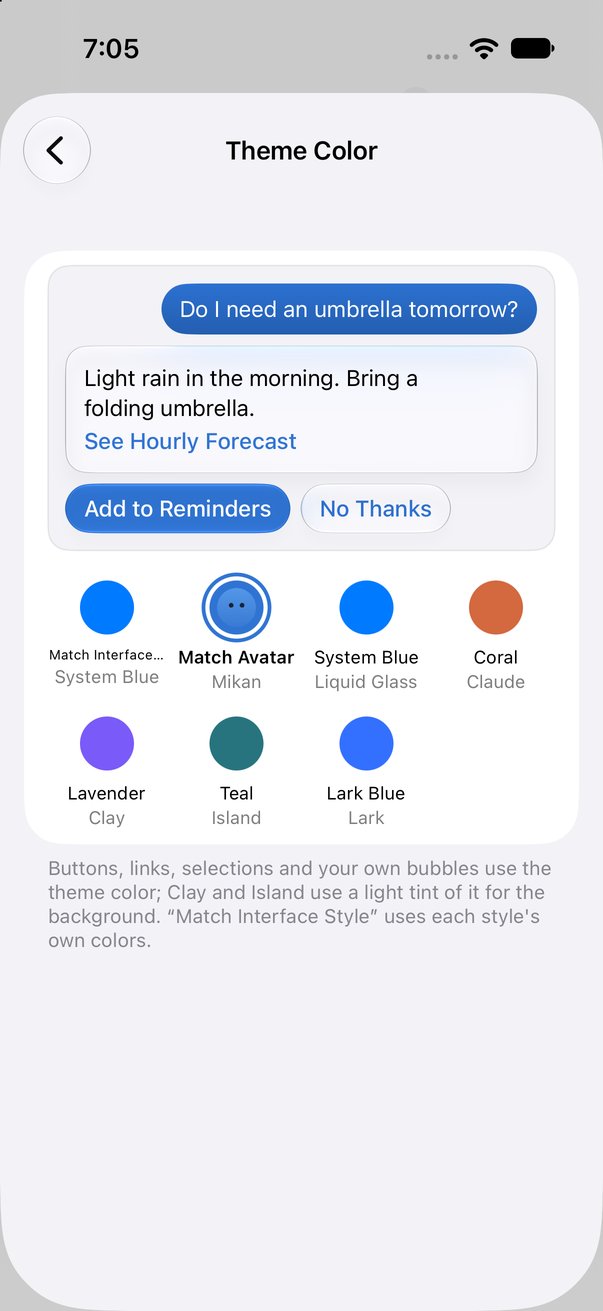 7:05
Theme Color
Do I need an umbrella tomorrow?
Light rain in the morning. Bring a
folding umbrella.
See Hourly Forecast
Add to Reminders
No Thanks
Match Interface...
System Blue
Match Avatar
Mikan
System Blue
Liquid Glass
Coral
Claude
Lavender
Clay
Teal
Island
Lark Blue
Lark
Buttons, links, selections and your own bubbles use the
theme color; Clay and Island use a light tint of it for the
background. “Match Interface Style” uses each style's
own colors.